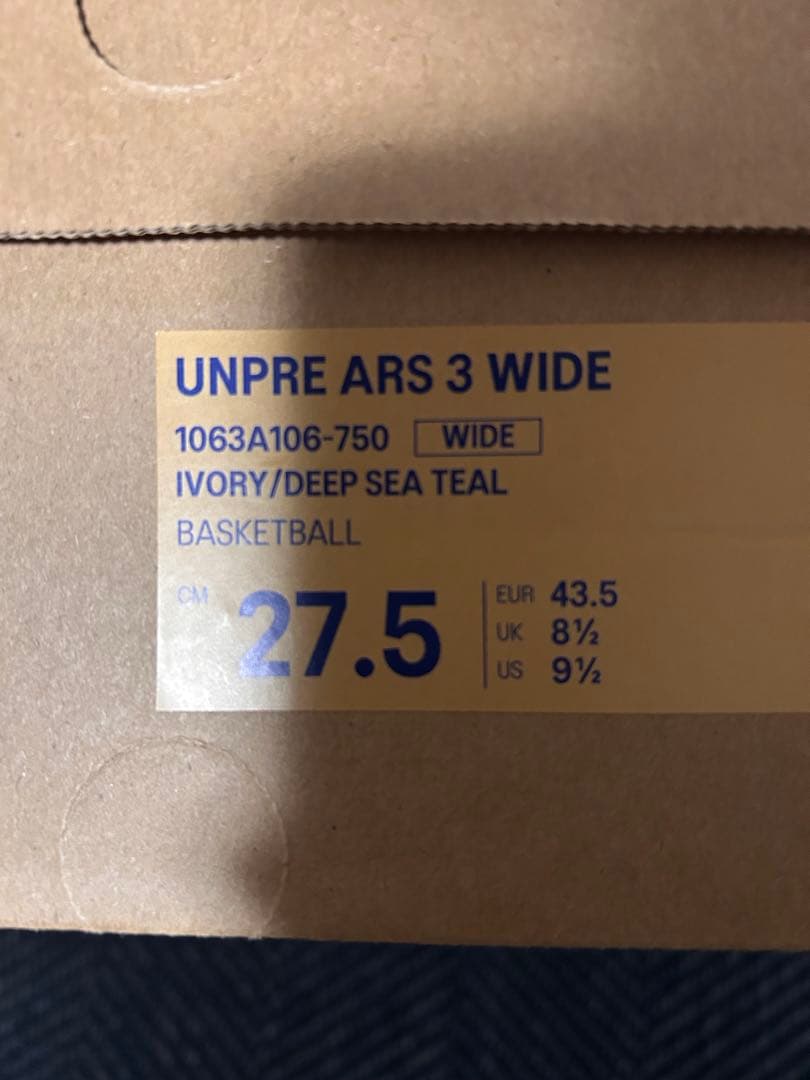 UNPRE ARS 3 WIDE
1063A106-750 WIDE
IVORY/DEEP SEA TEAL
BASKETBALL
CM 27.5
EUR 43.5
UK 8½
US 9½